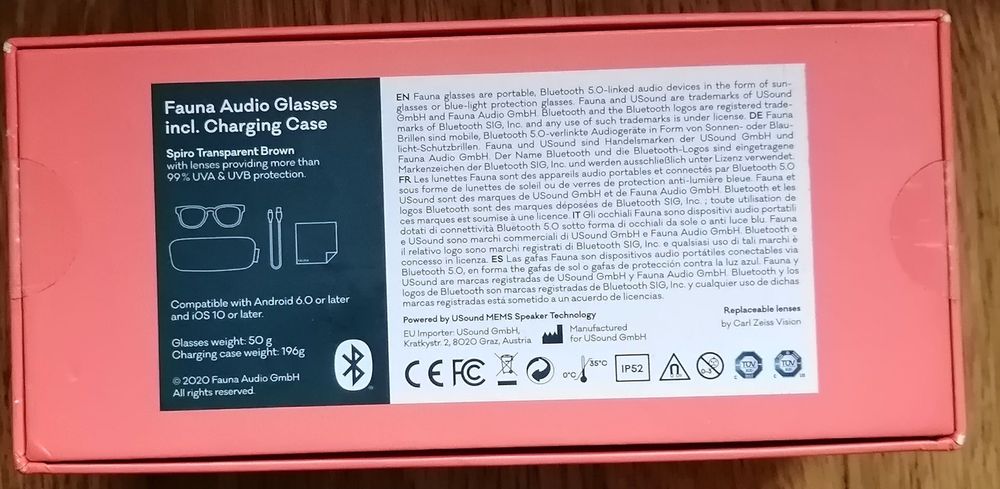 Fauna Audio Glasses
incl. Charging Case
Spiro Transparent Brown
with lenses providing more than
99 % UVA & UVB protection.
Compatible with Android 6.0 or later
and iOS 10 or later.
Glasses weight: 50 g
Charging case weight: 196g
© 2020 Fauna Audio GmbH
All rights reserved.
EN Fauna glasses are portable, Bluetooth 5.0-linked audio devices in the form of sun-
glasses or blue-light protection glasses. Fauna and USound are trademarks of USound
GmbH and Fauna Audio GmbH. Bluetooth and the Bluetooth logos are registered trade-
marks of Bluetooth SIG, Inc. and any use of such trademarks is under license. DE Fauna
Brillen sind mobile, Bluetooth 5.0-verlinkte Audiogeräte in Form von Sonnen- oder Blau-
licht-Schutzbrillen. Fauna und USound sind Handelsmarken der USound GmbH und
Fauna Audio GmbH. Der Name Bluetooth und die Bluetooth-Logos sind eingetragene
Markenzeichen der Bluetooth SIG, Inc. und werden ausschließlich unter Lizenz verwendet.
FR Les lunettes Fauna sont des appareils audio portables et connectés par Bluetooth 5.0
sous forme de lunettes de soleil ou de verres de protection anti-lumière bleue. Fauna et
USound sont des marques de USound GmbH et de Fauna Audio GmbH. Bluetooth et les
logos Bluetooth sont des marques déposées de Bluetooth SIG, Inc. ; toute utilisation de
ces marques est soumise à une licence. IT Gli occhiali Fauna sono dispositivi audio portatili
dotati di connettività Bluetooth 5.0 sotto forma di occhiali da sole o anti luce blu. Fauna
e USound sono marchi commerciali di USound GmbH e Fauna Audio GmbH. Bluetooth e
il relativo logo sono marchi registrati di Bluetooth SIG, Inc. e qualsiasi uso di tali marchi è
concesso in licenza. ES Las gafas Fauna son dispositivos audio portátiles conectables via
Bluetooth 5.0, en forma the gafas de sol o gafas de protección contra la luz azul. Fauna y
USound are marcas registradas de USound GmbH y Fauna Audio GmbH. Bluetooth y los
logos de Bluetooth son marcas registradas de Bluetooth SIG, Inc. y cualquier uso de dichas
marcas registradas está sometido a un acuerdo de licencias.
Powered by USound MEMS Speaker Technology
EU Importer: USound GmbH,
Kratkystr. 2, 8020 Graz, Austria
Manufactured
for USound GmbH
Replaceable lenses
by Carl Zeiss Vision
CE FC 0°C 35°C IP52 0-3 TÜV TÜV